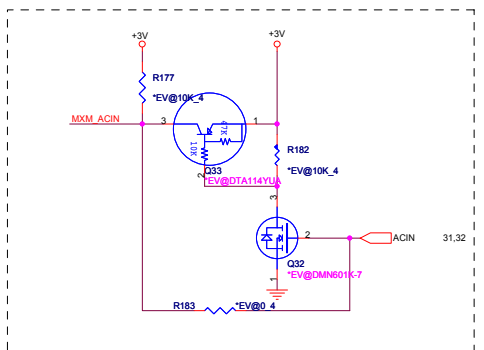 +3V
+3V
R177
*EV@10K_4
MXM_ACIN
3
1
47K
10K
R182
2
Q33
*EV@DTA114YUA
*EV@10K_4
3
2
ACIN
31,32
Q32
*EV@DMN601K-7
1
R183
*EV@0_4